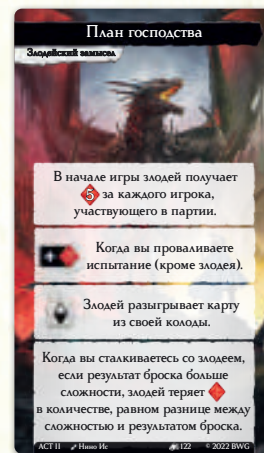 План господства
Злодейский замысел
В начале игры злодей получает
5 за каждого игрока,
участвующего в партии.
Когда вы проваливаете
испытание (кроме злодея).
Злодей разыгрывает карту
из своей колоды.
Когда вы сталкиваетесь со злодеем,
если результат броска больше
сложности, злодей теряет
в количестве, равном разнице между
сложностью и результатом броска.
ACT II Нино Ис 122 © 2022 BWG